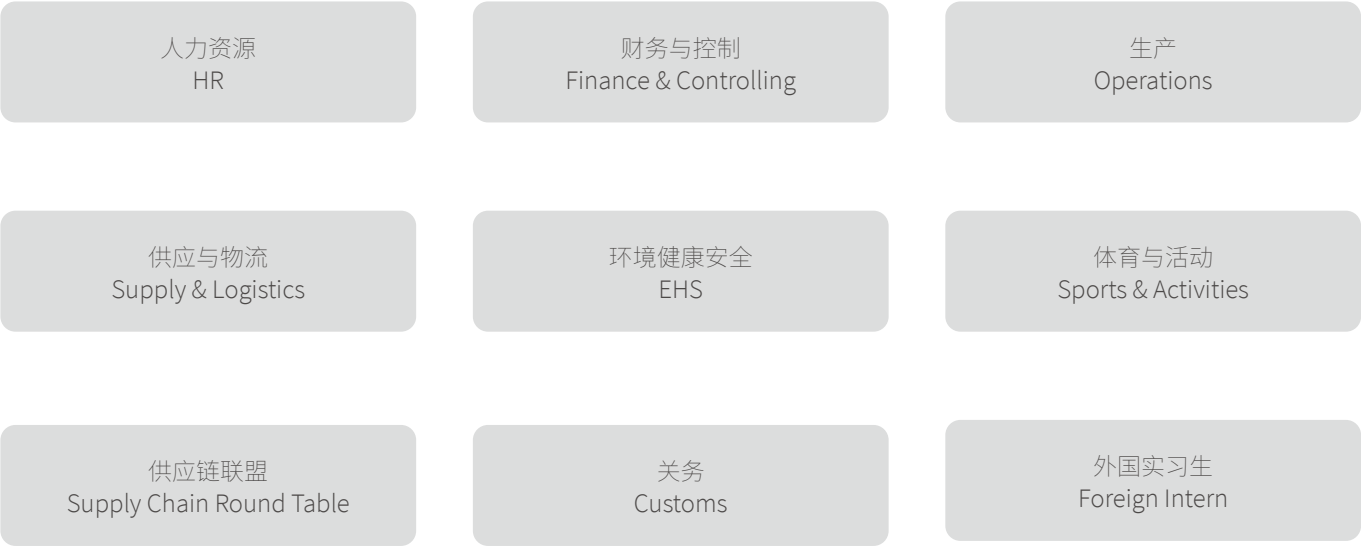 人力资源
HR
财务与控制
Finance & Controlling
生产
Operations
供应与物流
Supply & Logistics
环境健康安全
EHS
体育与活动
Sports & Activities
供应链联盟
Supply Chain Round Table
关务
Customs
外国实习生
Foreign Intern